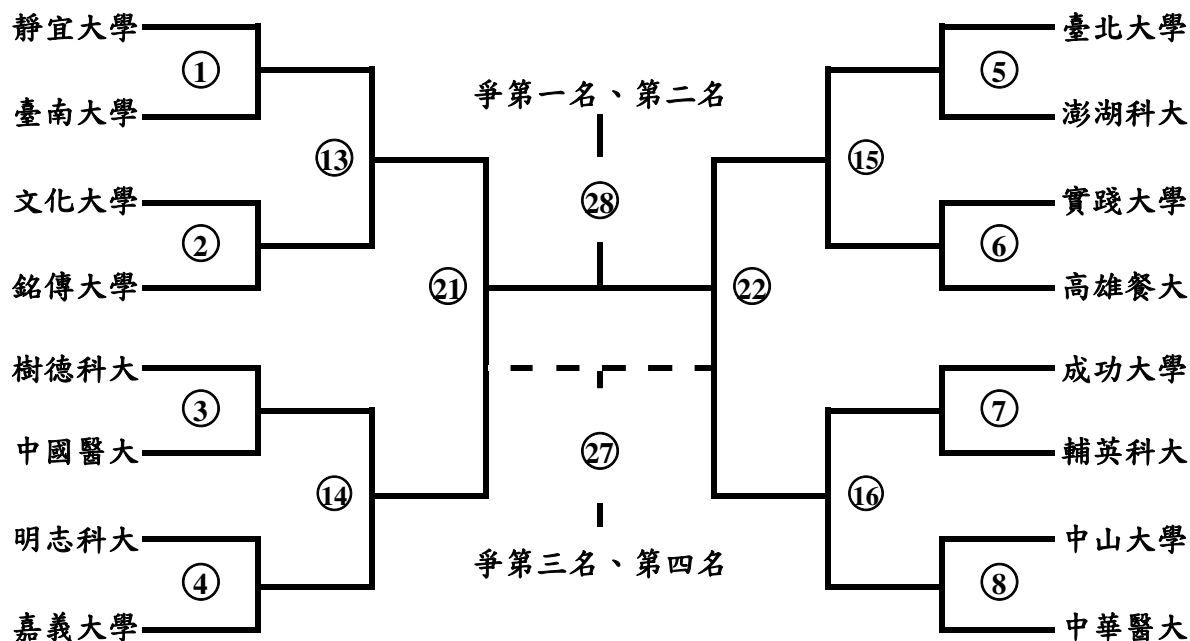 靜宜大學
①
臺南大學
⑬
文化大學
②
銘傳大學
㉑
樹德科大
③
中國醫大
⑭
明志科大
④
嘉義大學
爭第一名、第二名
㉘
㉗
爭第三名、第四名
臺北大學
⑤
澎湖科大
⑮
實踐大學
⑥
高雄餐大
㉒
成功大學
⑦
輔英科大
⑯
中山大學
⑧
中華醫大